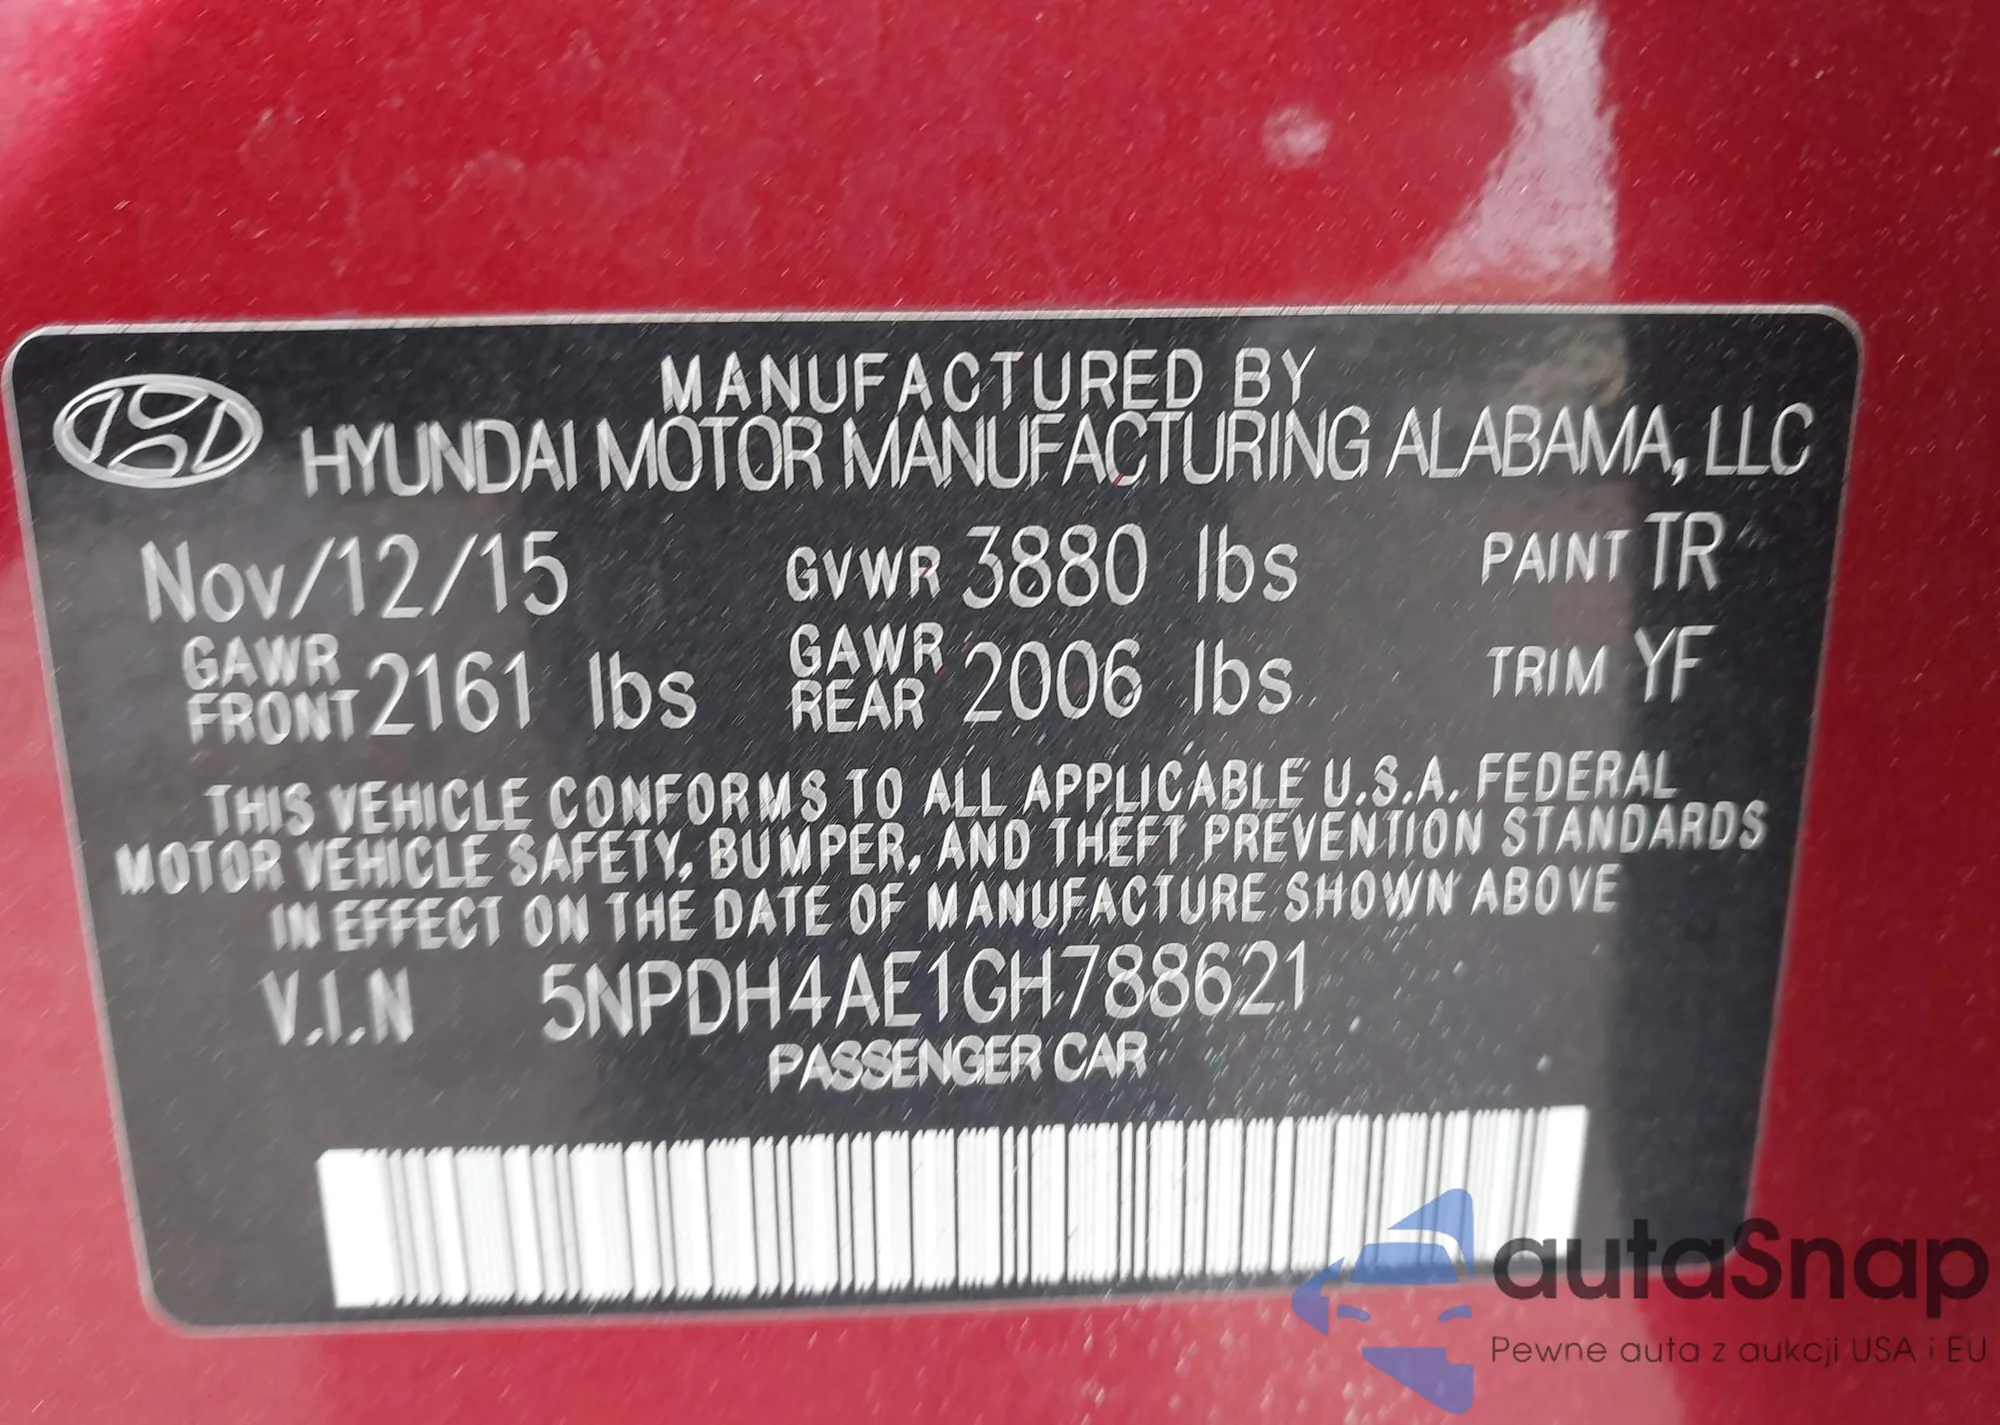 MANUFACTURED BY
HYUNDAI MOTOR MANUFACTURING ALABAMA, LLC
Nov/12/15 GVWR 3880 lbs PAINT TR
GAWR FRONT 2161 lbs GAWR REAR 2006 lbs TRIM YF
THIS VEHICLE CONFORMS TO ALL APPLICABLE U.S.A. FEDERAL
MOTOR VEHICLE SAFETY, BUMPER, AND THEFT PREVENTION STANDARDS
IN EFFECT ON THE DATE OF MANUFACTURE SHOWN ABOVE
V.I.N 5NPDH4AE1GH788621
PASSENGER CAR
autaSnap
Pewne auta z aukcji USA i EU